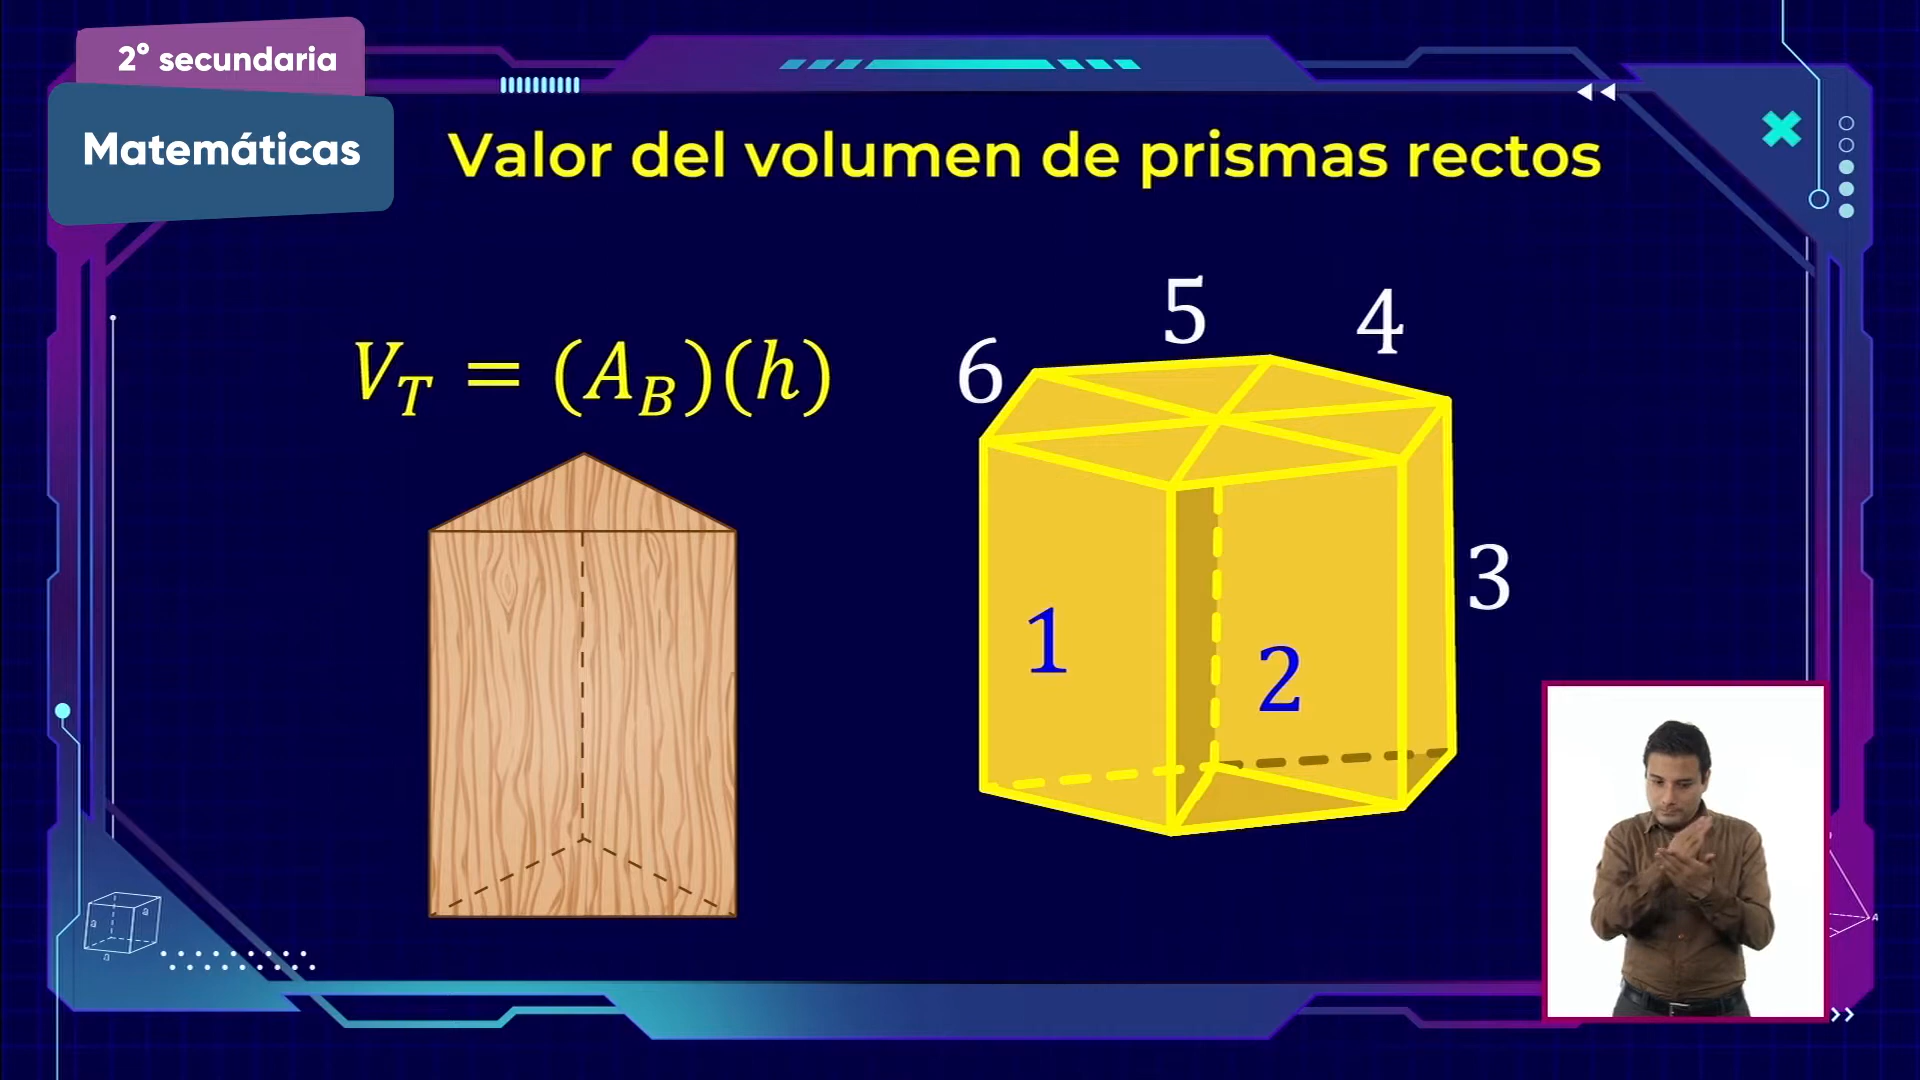 2° secundaria
Matemáticas
Valor del volumen de prismas rectos
V_T = (A_B)(h)
5
4
6
3
1
2
a
a
a
A